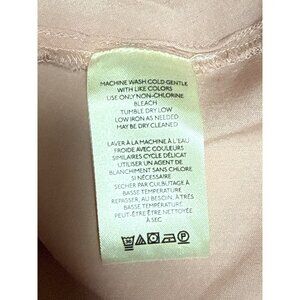 MACHINE WASH COLD GENTLE
WITH LIKE COLORS
USE ONLY NON-CHLORINE
BLEACH
TUMBLE DRY LOW
LOW IRON AS NEEDED
MAY BE DRY CLEANED
LAVER À LA MACHINE À L'EAU
FROIDE AVEC COULEURS
SIMILAIRES CYCLE DÉLICAT
UTILISER UN AGENT DE
BLANCHIMENT SANS CHLORE
SI NÉCESSAIRE
SECHER PAR CULBUTAGE À
BASSE TEMPÉRATURE
REPASSER, AU BESOIN, À TRÈS
BASSE TEMPÉRATURE
PEUT-ÊTRE ÊTRE NETTOYÉE
À SEC
P